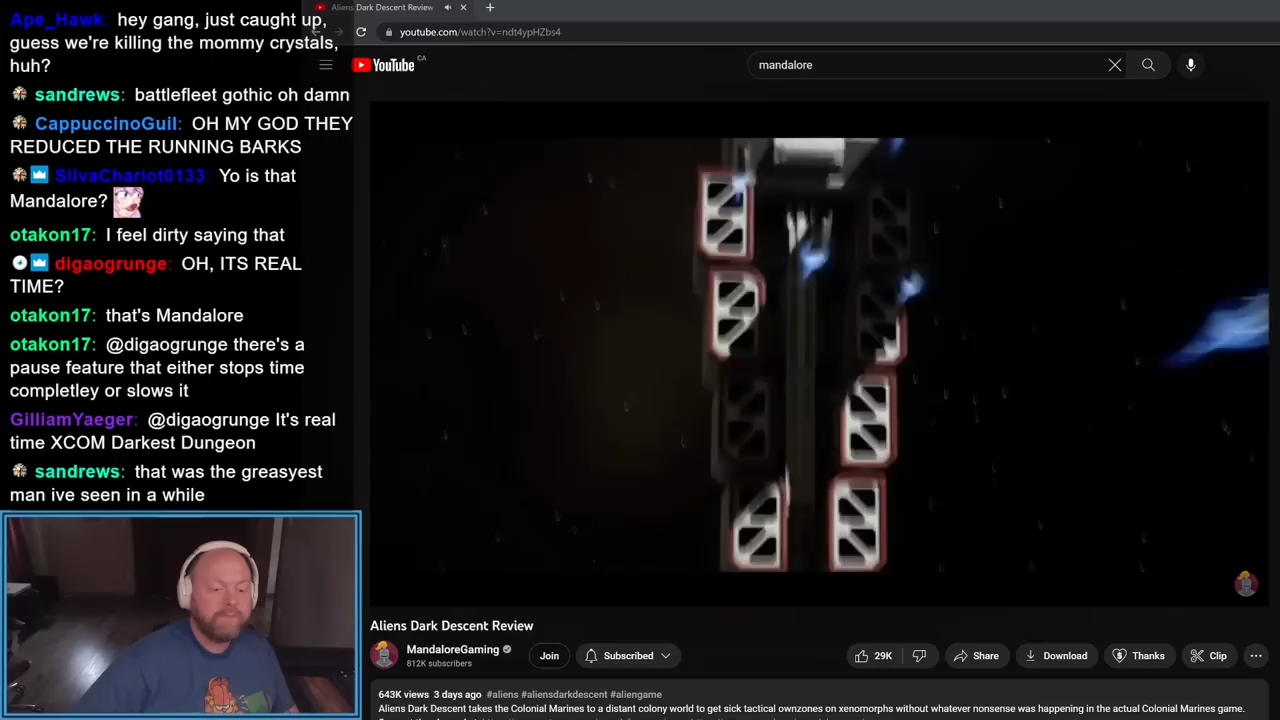 Ape_Hawk: hey gang, just caught up,
guess we're killing the mommy crystals,
huh?
sandrews: battlefleet gothic oh damn
CappuccinoGuil: OH MY GOD THEY
REDUCED THE RUNNING BARKS
SilvaChariot0133: Yo is that
Mandalore?
otakon17: I feel dirty saying that
digaogrunge: OH, ITS REAL
TIME?
otakon17: that's Mandalore
otakon17: @digaogrunge there's a
pause feature that either stops time
completley or slows it
GilliamYaeger: @digaogrunge It's real
time XCOM Darkest Dungeon
sandrews: that was the greasyest
man ive seen in a while
Aliens Dark Descent Review
youtube.com/watch?v=ndt4ypHZbs4
YouTube CA
mandalore
Aliens Dark Descent Review
MandaloreGaming
812K subscribers
Join
Subscribed
29K
Share
Download
Thanks
Clip
643K views 3 days ago #aliens #aliensdarkdescent #aliengame
Aliens Dark Descent takes the Colonial Marines to a distant colony world to get sick tactical ownzones on xenomorphs without whatever nonsense was happening in the actual Colonial Marines game.